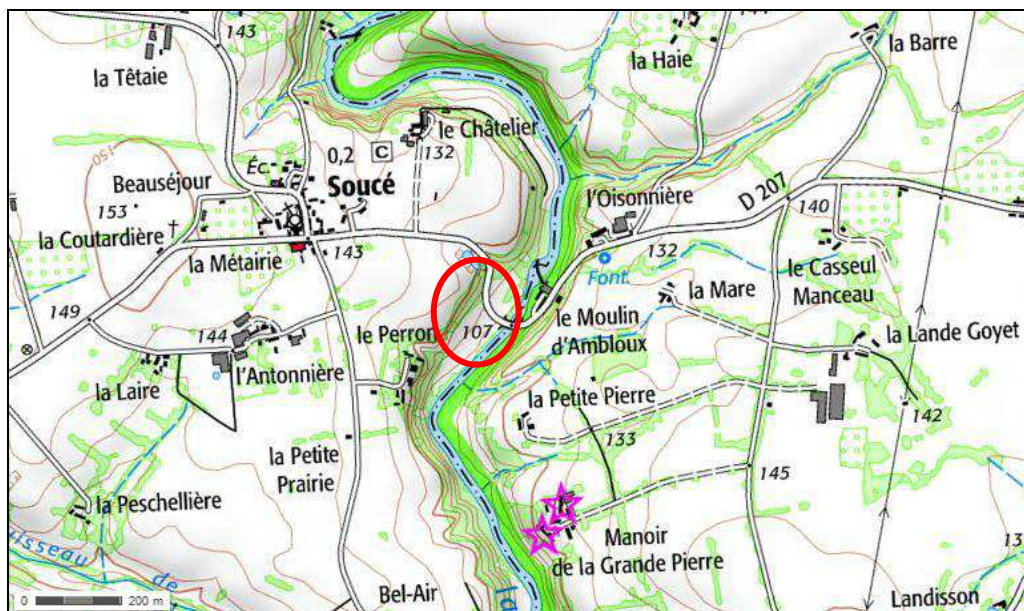 143
la Têtaie
la Haie
la Barre
le Châtelier
0,2 C
132
Éc.
Soucé
Beauséjour
150
153
l'Oisonnière
D 207
la Coutardière
140
143
132
la Métairie
Font.
le Casseul
Manceau
la Mare
149
107
le Moulin
d'Ambloux
144
le Perron
la Lande Goyet
la Laire
l'Antonnière
la Petite Pierre
142
133
la Petite
Prairie
145
la Peschellière
Manoir
de la Grande Pierre
de
Bel-Air
la
Landisson
0 200 m